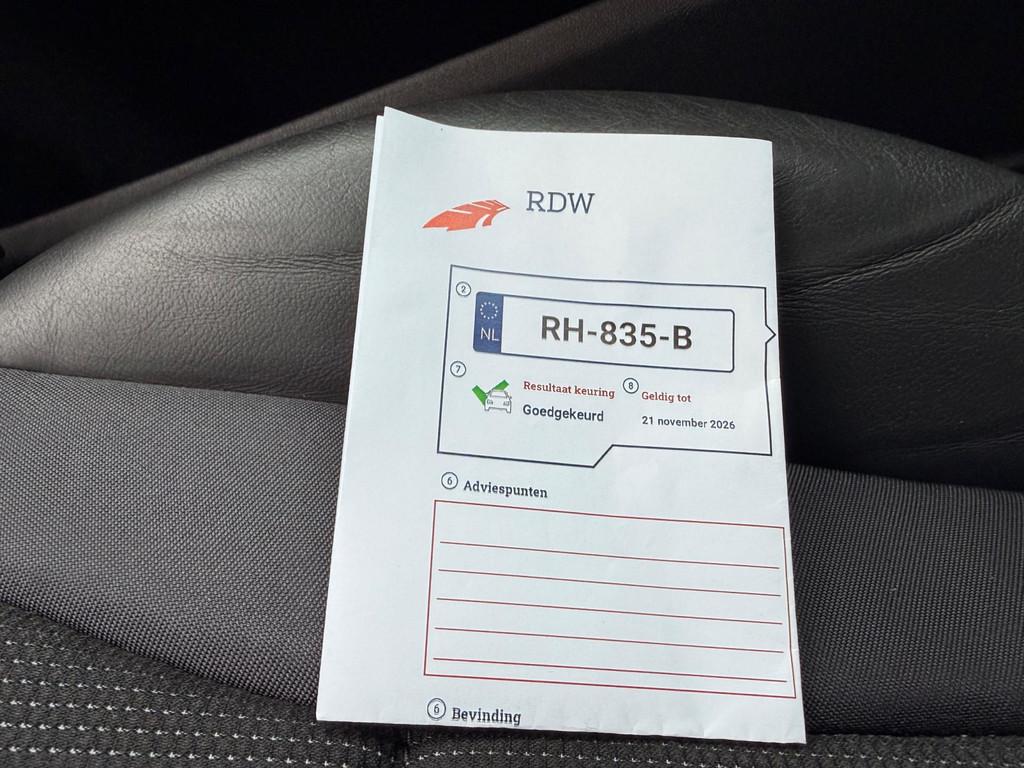 RDW
2
NL
RH-835-B
7
Resultaat keuring
Goedgekeurd
8
Geldig tot
21 november 2026
6 Adviespunten
6 Bevinding